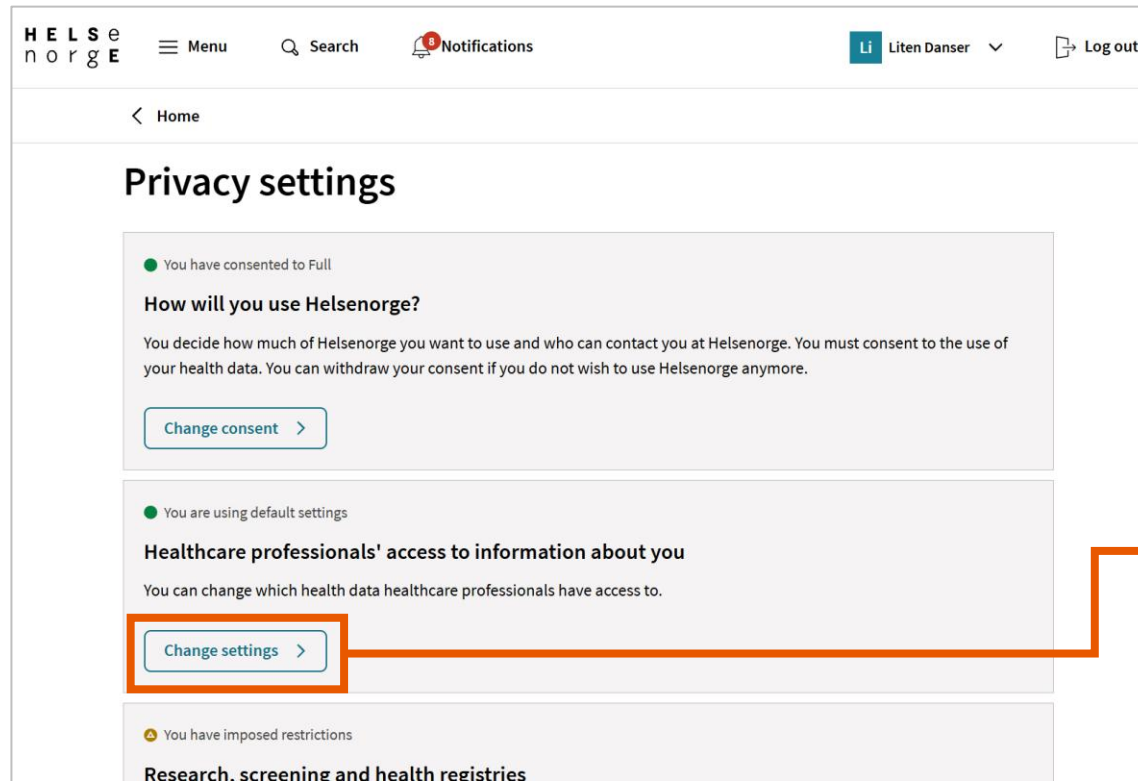 HELSe
norgE
Menu
Search
8
Notifications
Li
Liten Danser
Log out
Home
Privacy settings
You have consented to Full
How will you use Helsenorge?
You decide how much of Helsenorge you want to use and who can contact you at Helsenorge. You must consent to the use of
your health data. You can withdraw your consent if you do not wish to use Helsenorge anymore.
Change consent
You are using default settings
Healthcare professionals' access to information about you
You can change which health data healthcare professionals have access to.
Change settings
You have imposed restrictions
Research, screening and health registries